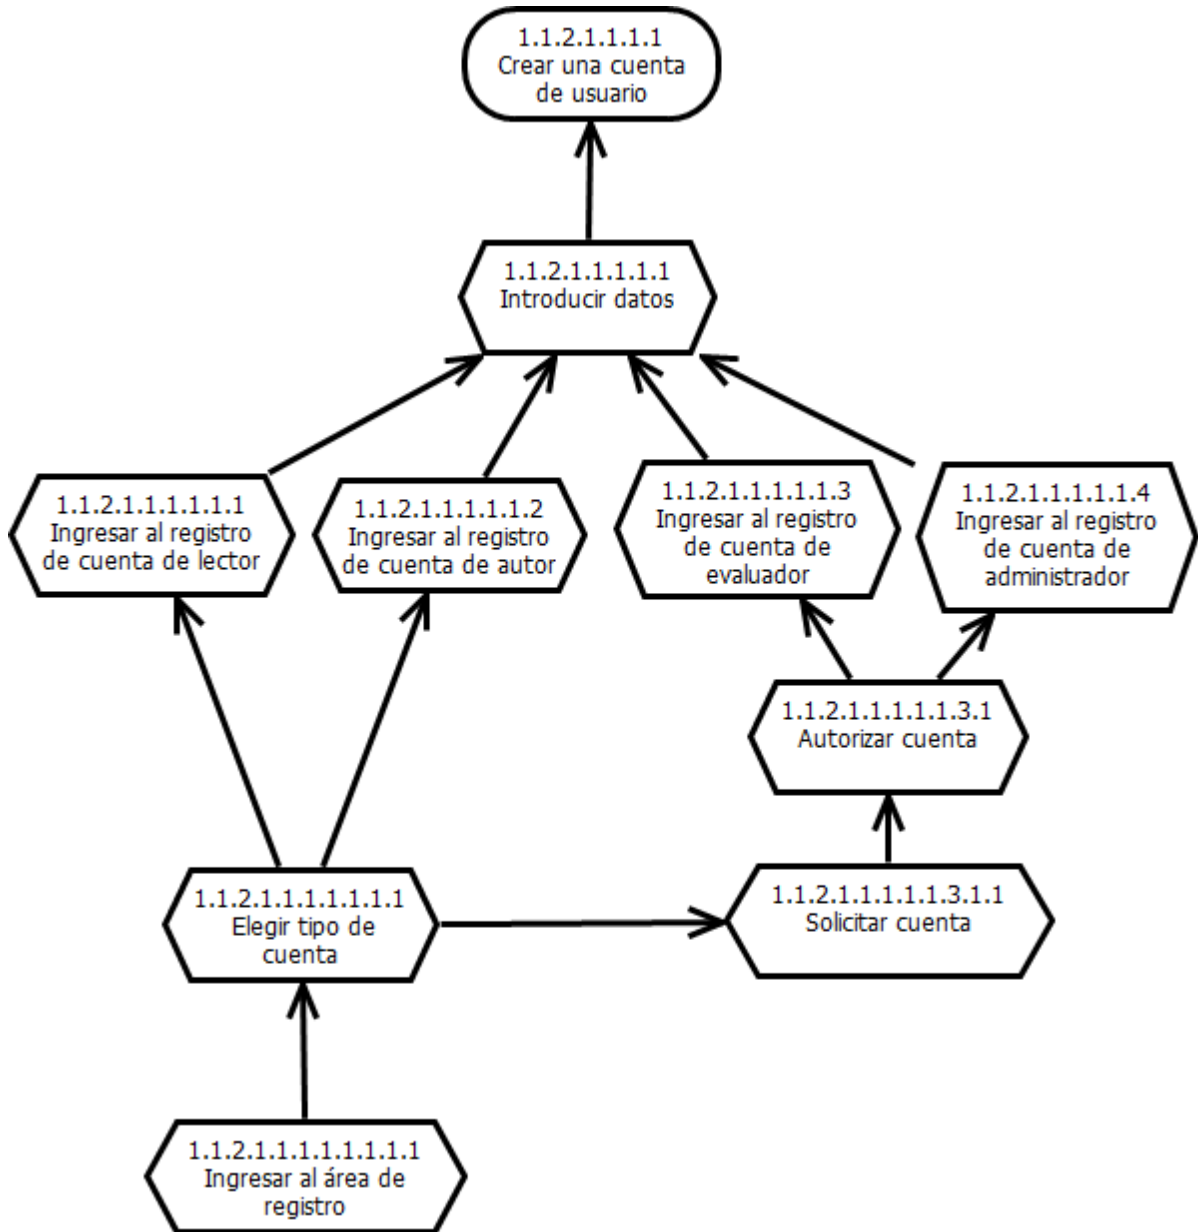 1.1.2.1.1.1.1
Crear una cuenta
de usuario
1.1.2.1.1.1.1.1
Introducir datos
1.1.2.1.1.1.1.1.1
Ingresar al registro
de cuenta de lector
1.1.2.1.1.1.1.1.2
Ingresar al registro
de cuenta de autor
1.1.2.1.1.1.1.1.3
Ingresar al registro
de cuenta de
evaluador
1.1.2.1.1.1.1.1.4
Ingresar al registro
de cuenta de
administrador
1.1.2.1.1.1.1.1.3.1
Autorizar cuenta
1.1.2.1.1.1.1.1.1.1
Elegir tipo de
cuenta
1.1.2.1.1.1.1.1.3.1.1
Solicitar cuenta
1.1.2.1.1.1.1.1.1.1.1
Ingresar al área de
registro